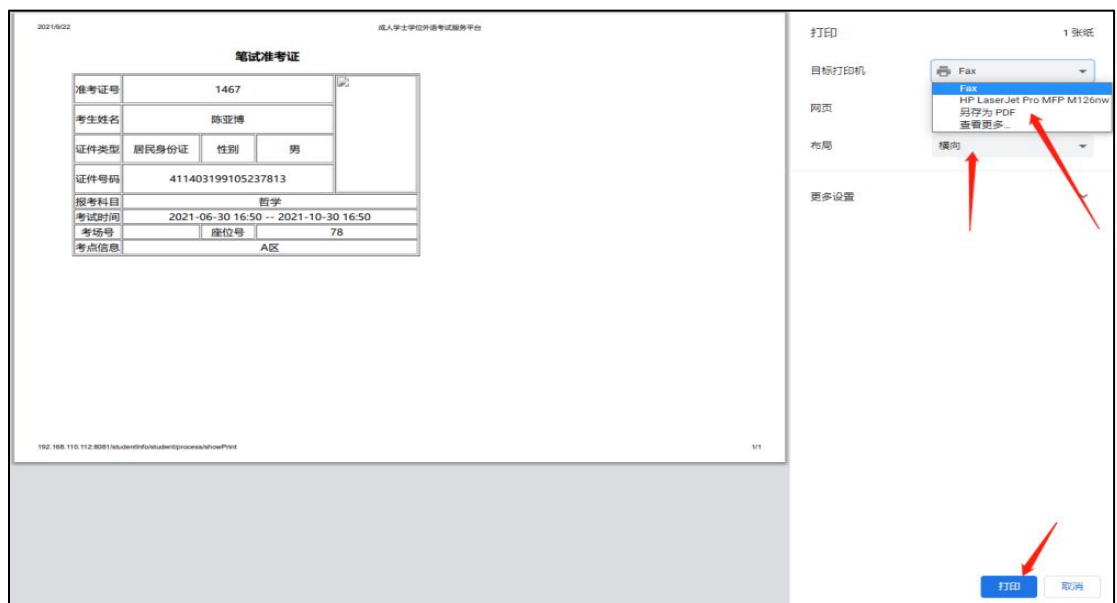 2021/9/22 成人学士学位外语考试服务平台
笔试准考证
准考证号 1467
考生姓名 陈亚博
证件类型 居民身份证 性别 男
证件号码 411403199105237813
报考科目 哲学
考试时间 2021-06-30 16:50 -- 2021-10-30 16:50
考场号 座位号 78
考点信息 A区
192.168.110.112:8081/studentInfo/student/process/showPrint 1/1
打印 1 张纸
目标打印机 Fax
Fax
HP LaserJet Pro MFP M126nw
网页 另存为 PDF
查看更多...
布局 横向
更多设置
打印 取消